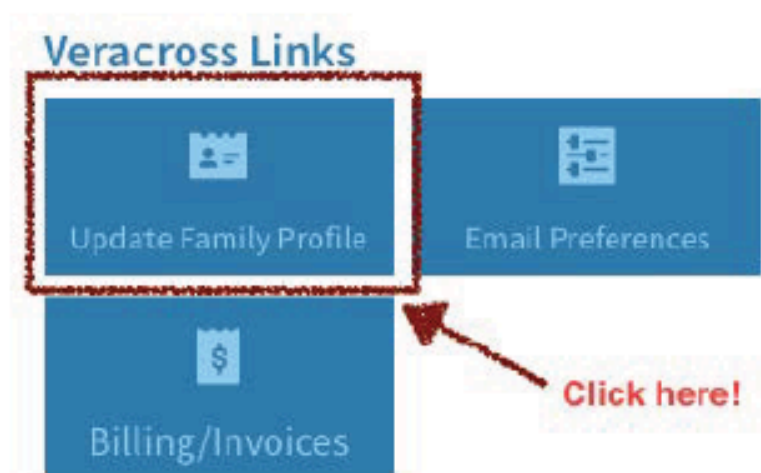 Veracross Links
Update Family Profile
Email Preferences
Click here!
Billing/Invoices